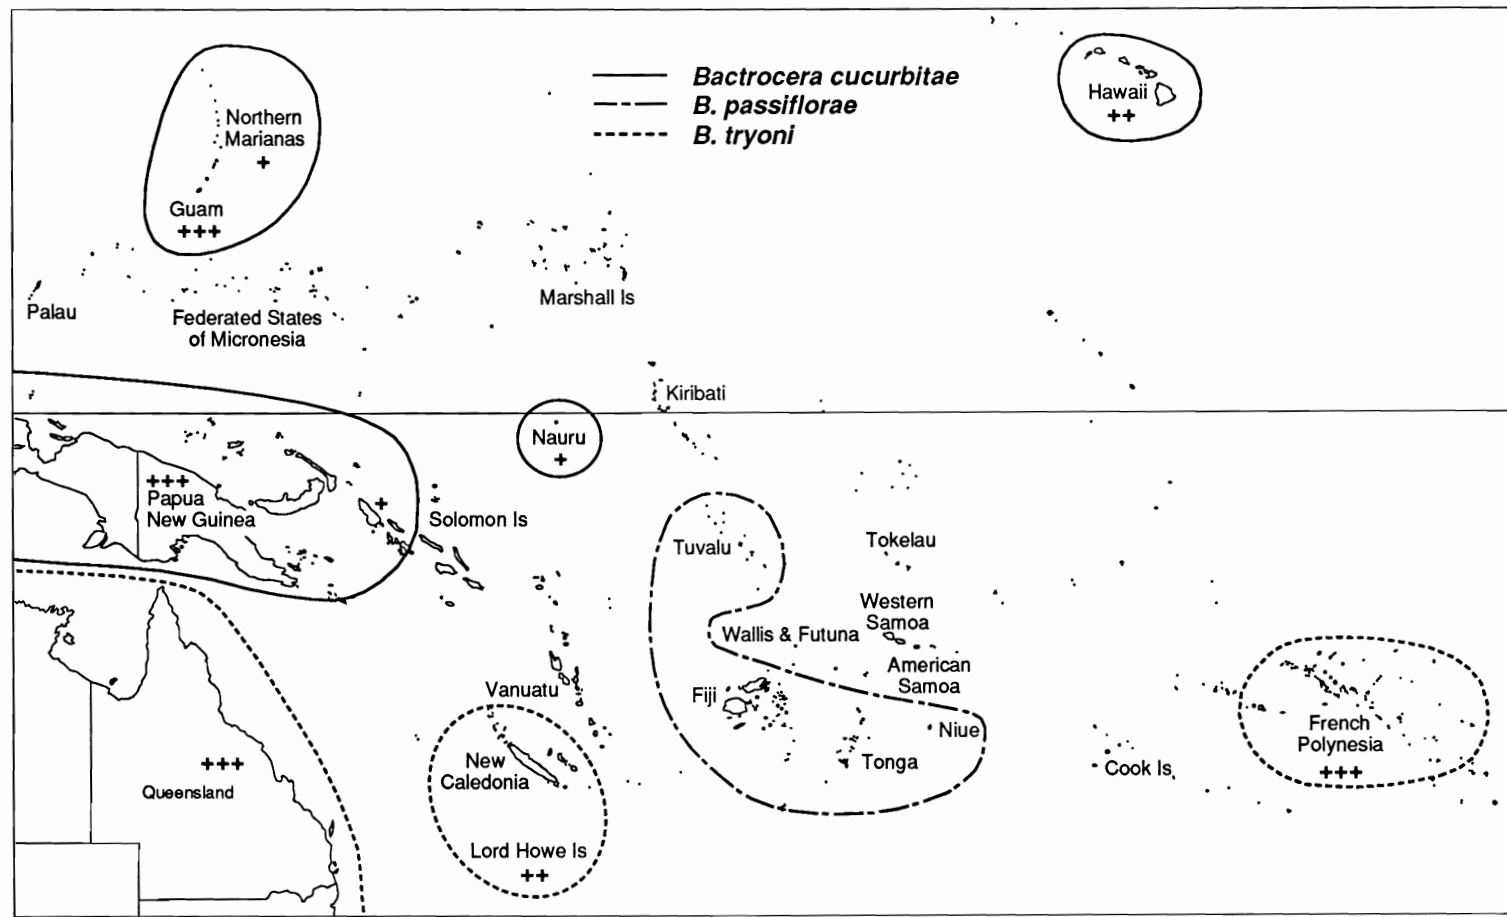 Bactrocera cucurbitae
B. passiflorae
B. tryoni
Hawaii
++
Northern
Marianas
+
Guam
+++
Palau
Federated States
of Micronesia
Marshall Is
Kiribati
Nauru
+
+++
Papua
New Guinea
+
Solomon Is
Tuvalu
Tokelau
Western
Samoa
Wallis & Futuna
American
Samoa
Vanuatu
Fiji
Niue
Tonga
New
Caledonia
Cook Is
French
Polynesia
+++
+++
Queensland
Lord Howe Is
++